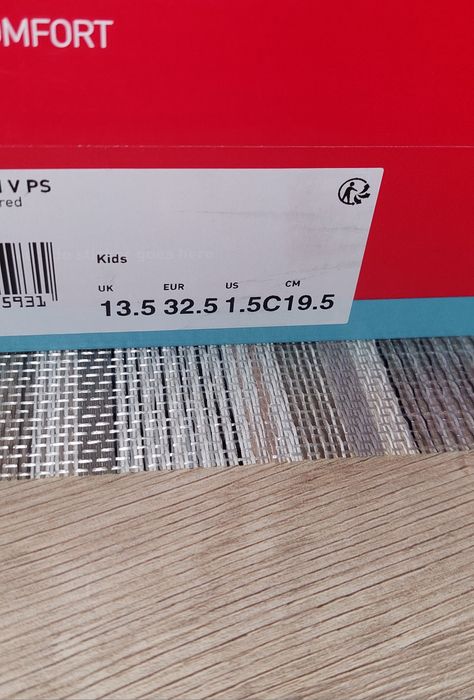 OMFORT
V PS
red
5931
Kids
UK EUR US CM
13.5 32.5 1.5C 19.5